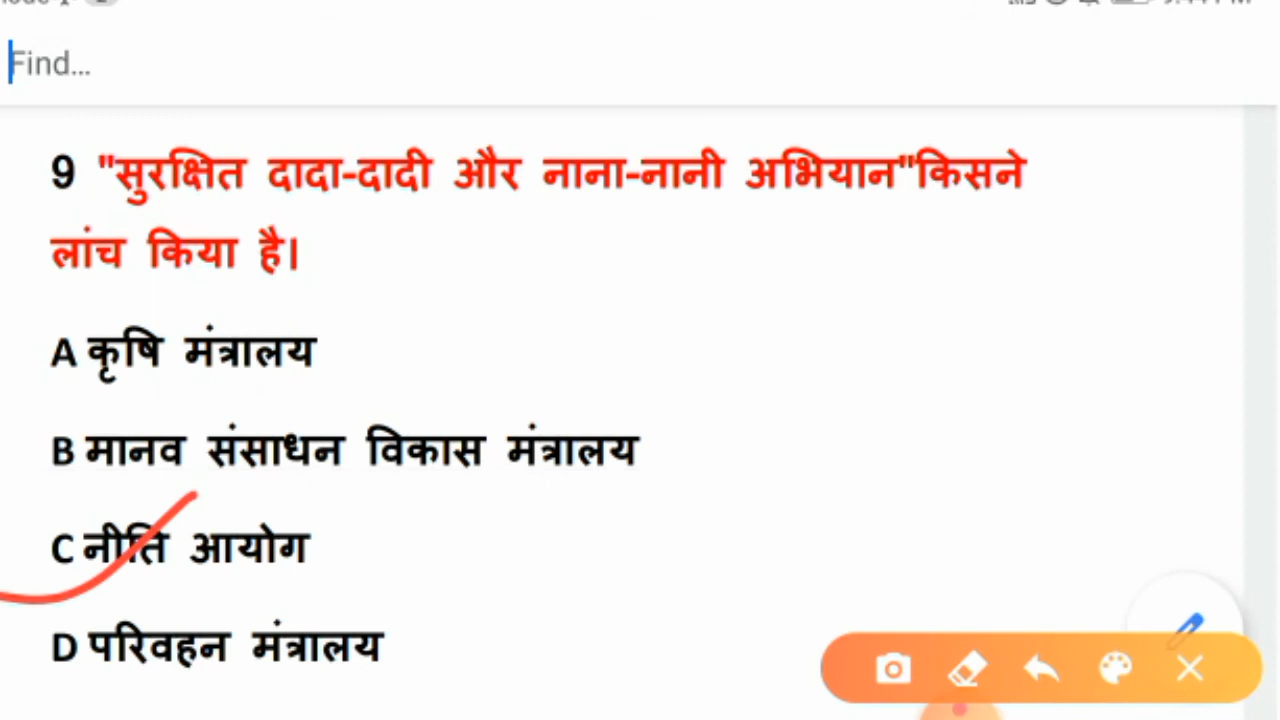 Find...
9 "सुरक्षित दादा-दादी और नाना-नानी अभियान"किसने
लांच किया है।
A कृषि मंत्रालय
B मानव संसाधन विकास मंत्रालय
C नीति आयोग
D परिवहन मंत्रालय